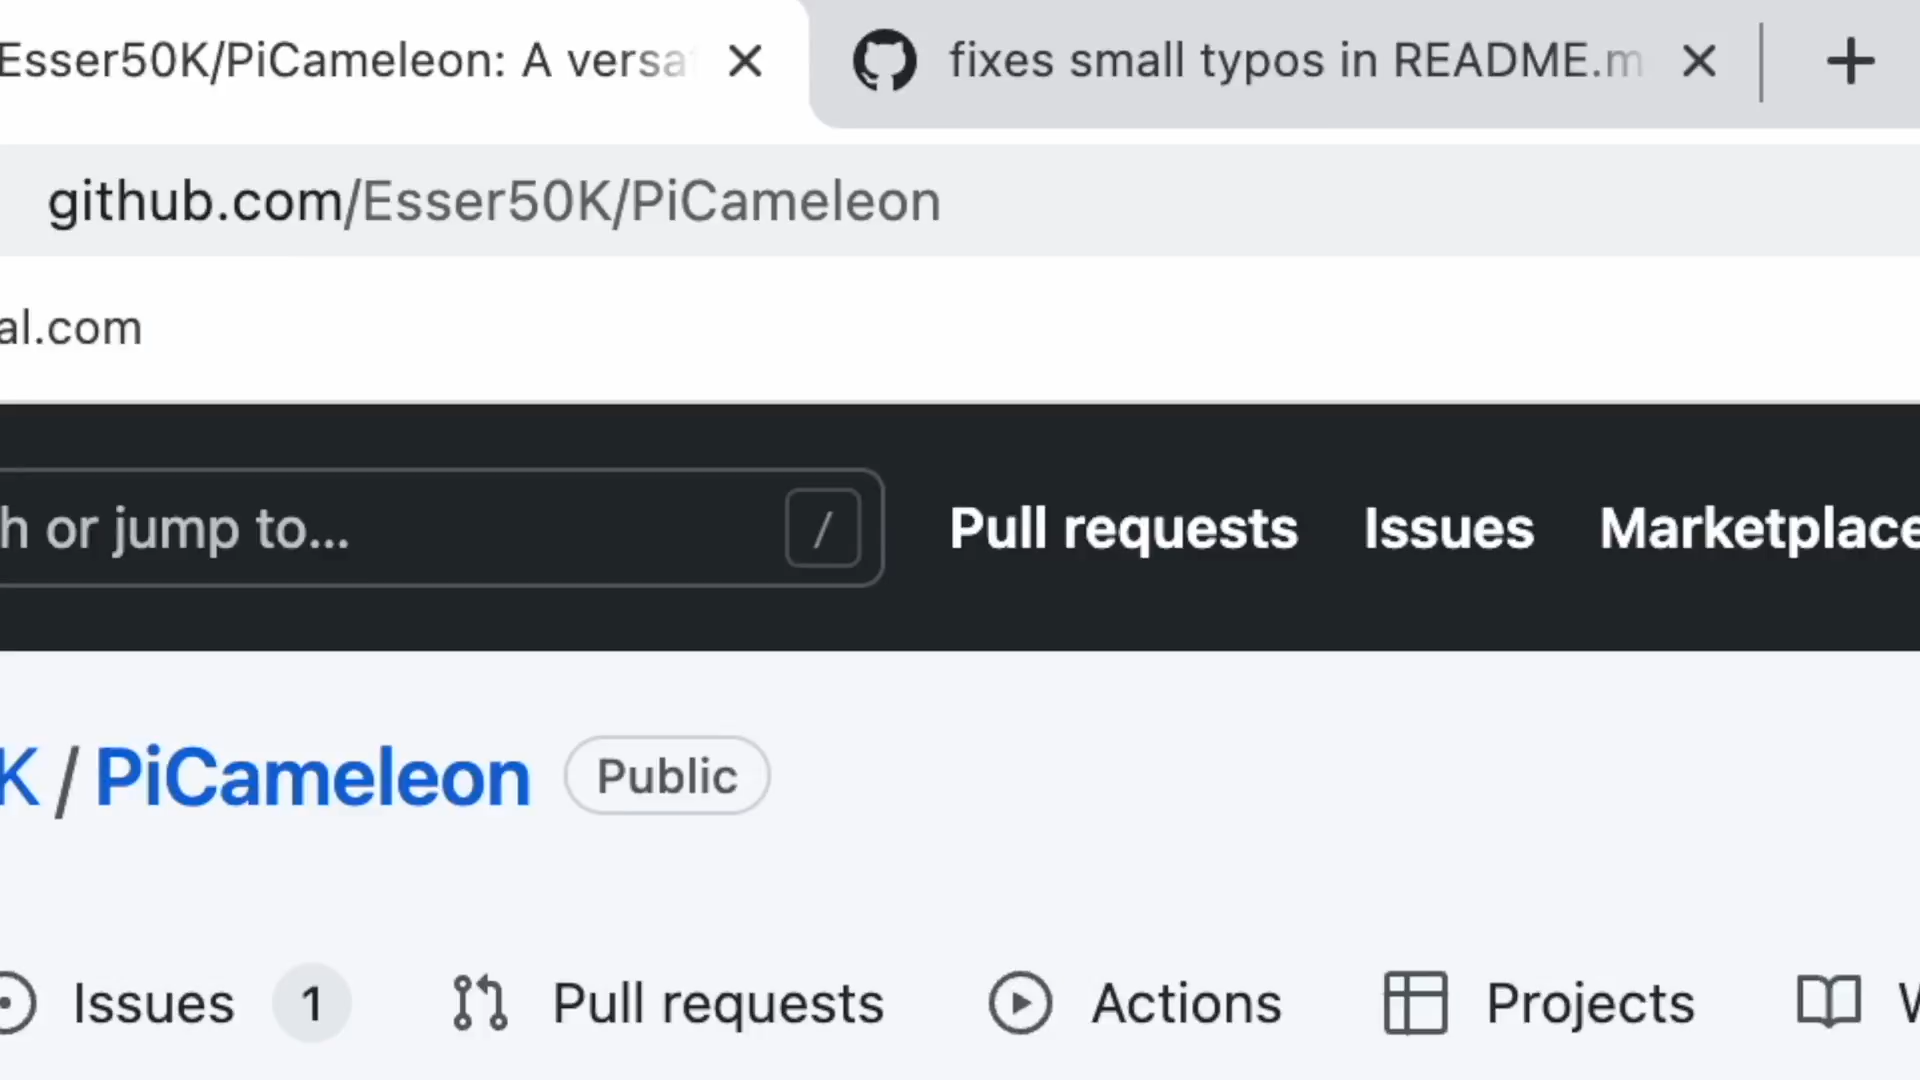 Esser50K/PiCameleon: A versa
fixes small typos in README.m
github.com/Esser50K/PiCameleon
al.com
h or jump to...
/
Pull requests
Issues
Marketplace
K / PiCameleon
Public
Issues 1
Pull requests
Actions
Projects
W